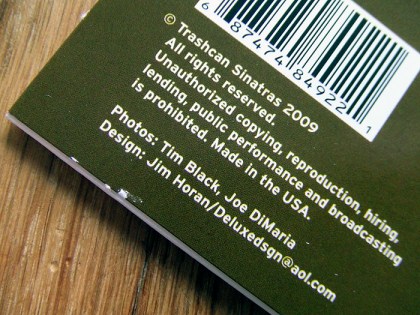 6 87474 84922 1
© Trashcan Sinatras 2009
All rights reserved.
Unauthorized copying, reproduction, hiring,
lending, public performance and broadcasting
is prohibited. Made in the USA.
Photos: Tim Black, Joe DiMaria
Design: Jim Horan/Deluxedsgn@aol.com